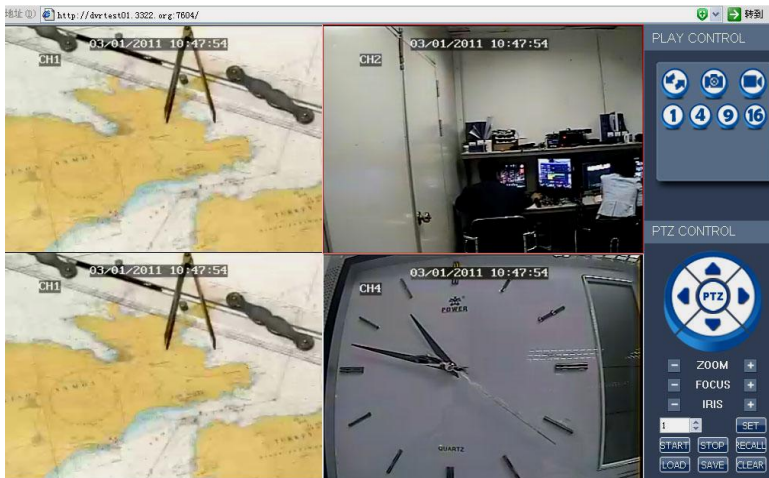 地址(D) http://dvrtest01.3322.org:7604/ 转到
03/01/2011 10:47:54
CH1
03/01/2011 10:47:54
CH2
PLAY CONTROL
1 4 9 16
PTZ CONTROL
PTZ
03/01/2011 10:47:54
CH1
03/01/2011 10:47:54
CH4
POWER
QUARTZ
- ZOOM +
- FOCUS +
- IRIS +
1 SET
START STOP RECALL
LOAD SAVE CLEAR